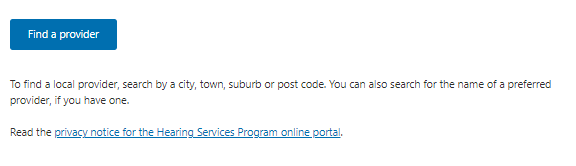 Find a provider
To find a local provider, search by a city, town, suburb or post code. You can also search for the name of a preferred
provider, if you have one.
Read the privacy notice for the Hearing Services Program online portal.